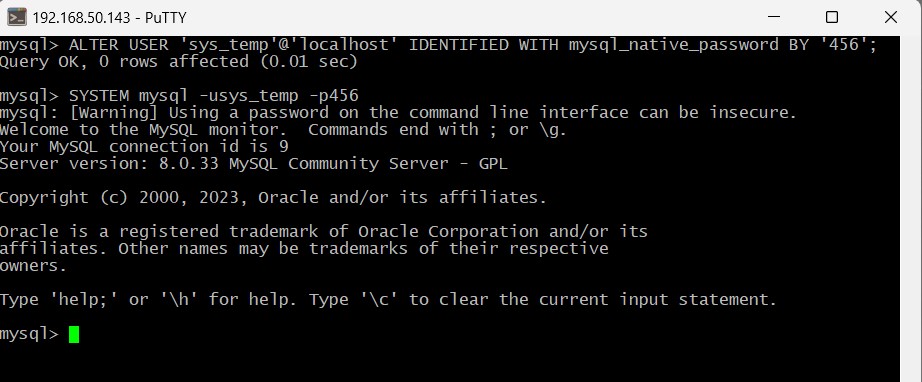 192.168.50.143 - PuTTY
mysql> ALTER USER 'sys_temp'@'localhost' IDENTIFIED WITH mysql_native_password BY '456';
Query OK, 0 rows affected (0.01 sec)
mysql> SYSTEM mysql -usys_temp -p456
mysql: [Warning] Using a password on the command line interface can be insecure.
Welcome to the MySQL monitor.  Commands end with ; or \g.
Your MySQL connection id is 9
Server version: 8.0.33 MySQL Community Server - GPL
Copyright (c) 2000, 2023, Oracle and/or its affiliates.
Oracle is a registered trademark of Oracle Corporation and/or its
affiliates. Other names may be trademarks of their respective
owners.
Type 'help;' or '\h' for help. Type '\c' to clear the current input statement.
mysql>